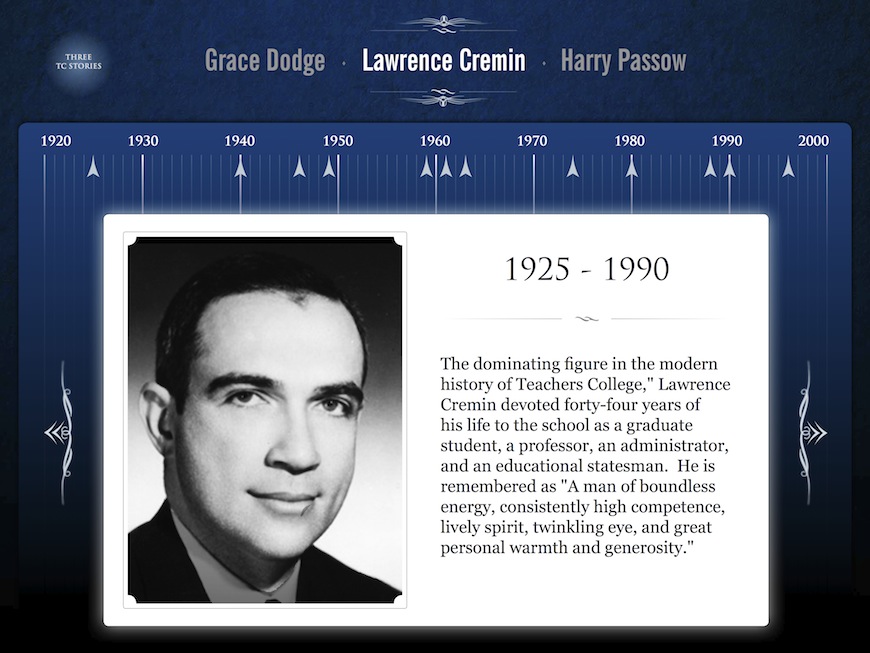 THREE
TC STORIES
Grace Dodge · Lawrence Cremin · Harry Passow
1920 1930 1940 1950 1960 1970 1980 1990 2000
1925 - 1990
The dominating figure in the modern
history of Teachers College," Lawrence
Cremin devoted forty-four years of
his life to the school as a graduate
student, a professor, an administrator,
and an educational statesman.  He is
remembered as "A man of boundless
energy, consistently high competence,
lively spirit, twinkling eye, and great
personal warmth and generosity."